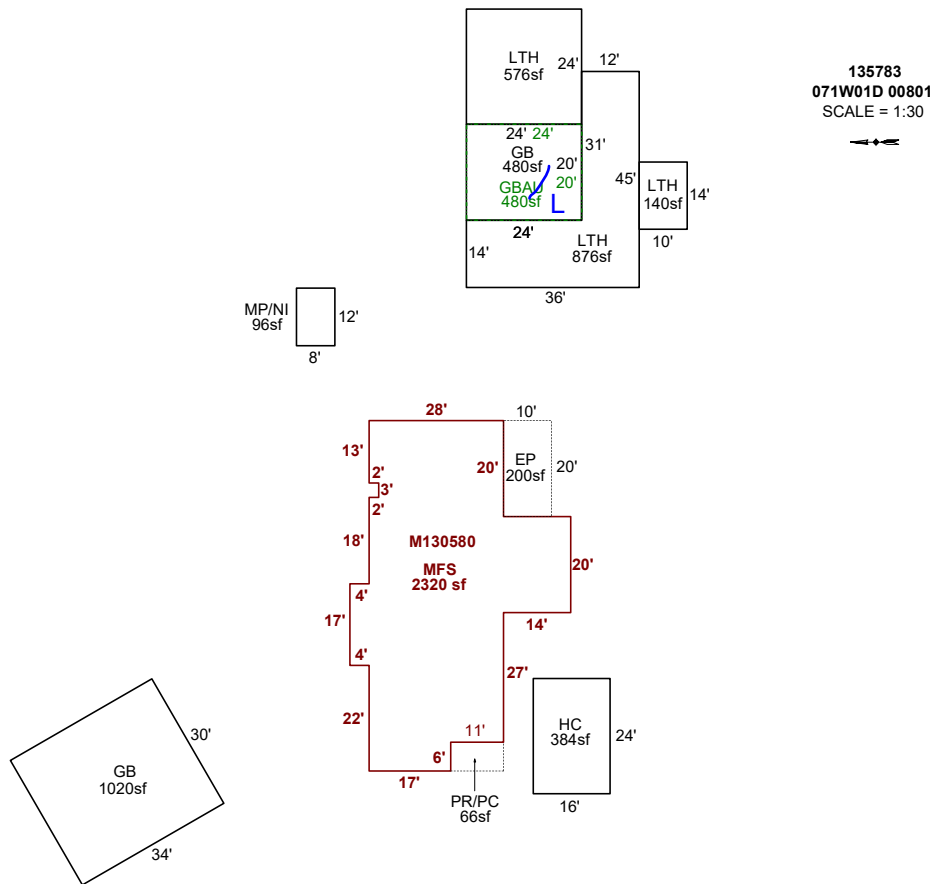 LTH
576sf
24'
12'
135783
071W01D 00801
SCALE = 1:30
24' 24'
GB
480sf
20'
31'
GBAU
480sf
20'
L
45'
LTH
140sf
14'
10'
24'
14'
LTH
876sf
36'
MP/NI
96sf
12'
8'
28'
10'
13'
2'
3'
2'
20'
EP
200sf
20'
18'
M130580
MFS
2320 sf
20'
4'
17'
4'
14'
27'
22'
11'
6'
17'
PR/PC
66sf
HC
384sf
24'
16'
30'
GB
1020sf
34'